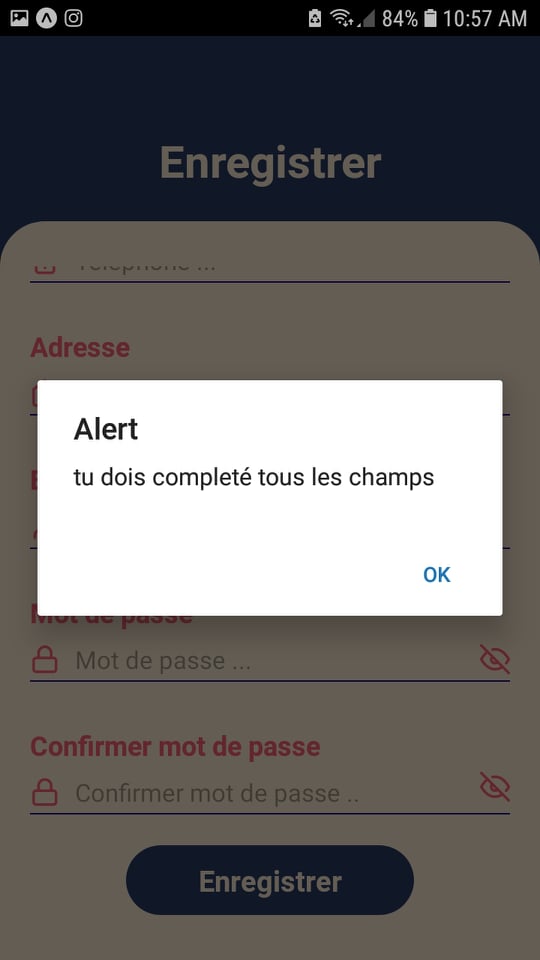 84% 10:57 AM
Enregistrer
Téléphone ...
Adresse
Alert
tu dois completé tous les champs
OK
Mot de passe
Mot de passe ...
Confirmer mot de passe
Confirmer mot de passe ..
Enregistrer